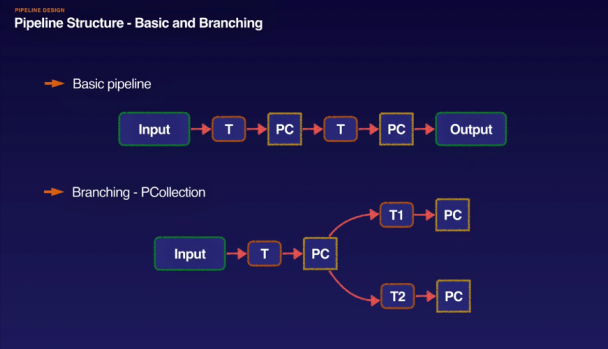 PIPELINE DESIGN
Pipeline Structure - Basic and Branching
Basic pipeline
Input T PC T PC Output
Branching - PCollection
T1 PC
Input T PC
T2 PC